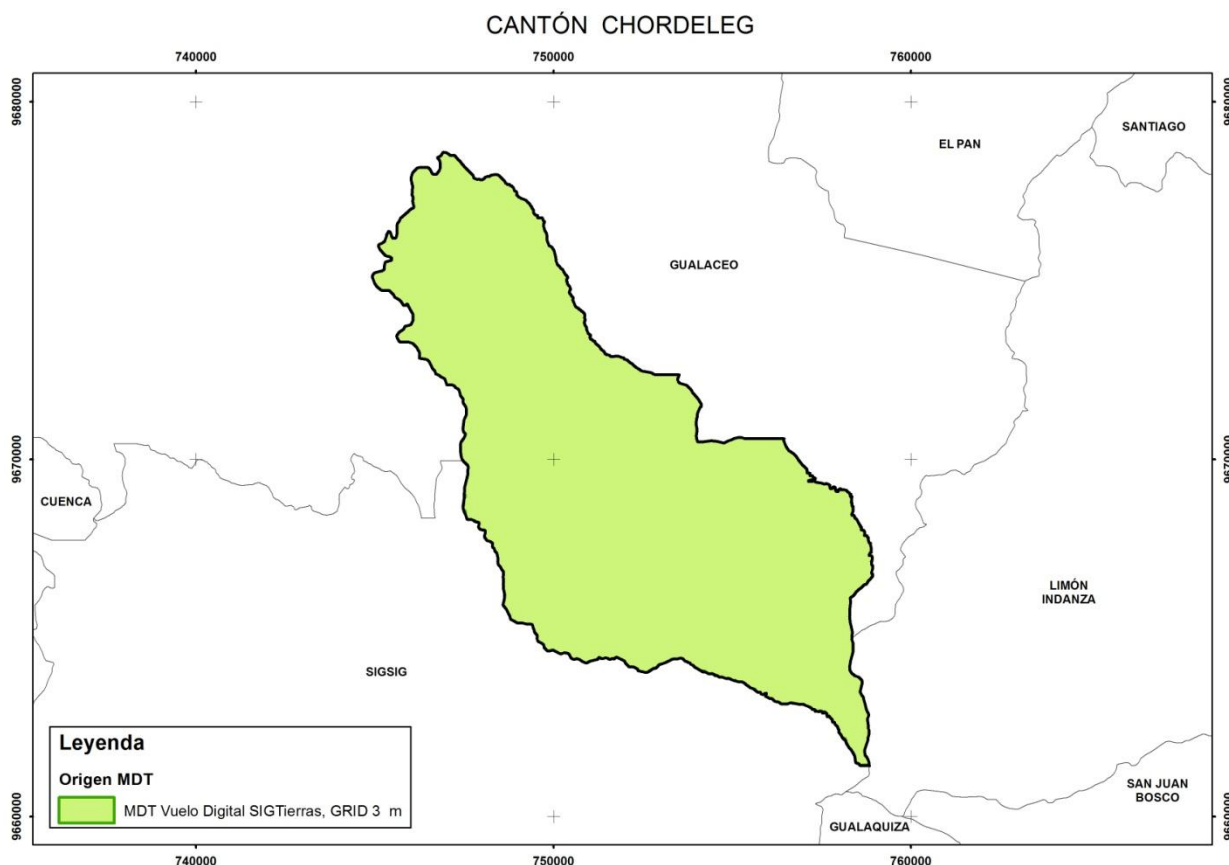 CANTÓN CHORDELEG
740000
750000
760000
9680000
9680000
SANTIAGO
EL PAN
GUALACEO
9670000
9670000
CUENCA
LIMÓN
INDANZA
SIGSIG
Leyenda
Origen MDT
MDT Vuelo Digital SIGTierras, GRID 3 m
SAN JUAN
BOSCO
GUALAQUIZA
9660000
9660000
740000
750000
760000